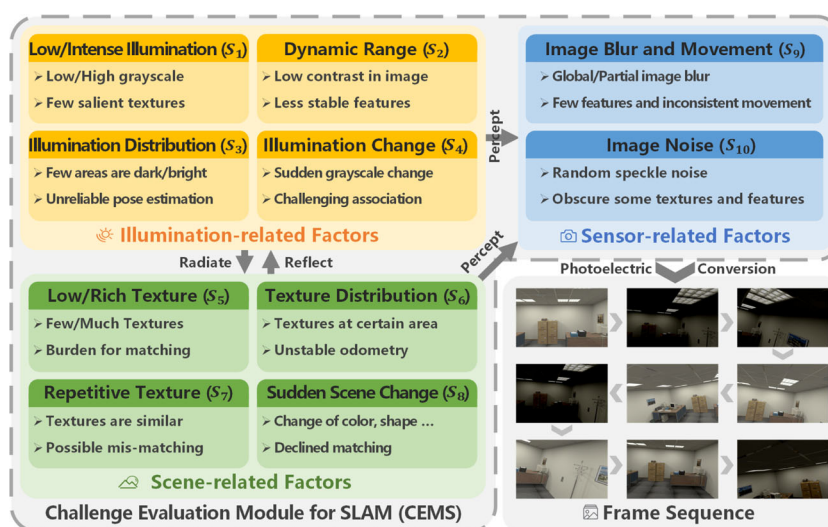 Low/Intense Illumination (S₁)
➤ Low/High grayscale
➤ Few salient textures
Dynamic Range (S₂)
➤ Low contrast in image
➤ Less stable features
Illumination Distribution (S₃)
➤ Few areas are dark/bright
➤ Unreliable pose estimation
Illumination Change (S₄)
➤ Sudden grayscale change
➤ Challenging association
Illumination-related Factors
Percept
Image Blur and Movement (S₉)
➤ Global/Partial image blur
➤ Few features and inconsistent movement
Image Noise (S₁₀)
➤ Random speckle noise
➤ Obscure some textures and features
Sensor-related Factors
Radiate
Reflect
Percept
Photoelectric
Conversion
Low/Rich Texture (S₅)
➤ Few/Much Textures
➤ Burden for matching
Texture Distribution (S₆)
➤ Textures at certain area
➤ Unstable odometry
Repetitive Texture (S₇)
➤ Textures are similar
➤ Possible mis-matching
Sudden Scene Change (S₈)
➤ Change of color, shape ...
➤ Declined matching
Scene-related Factors
Challenge Evaluation Module for SLAM (CEMS)
Frame Sequence